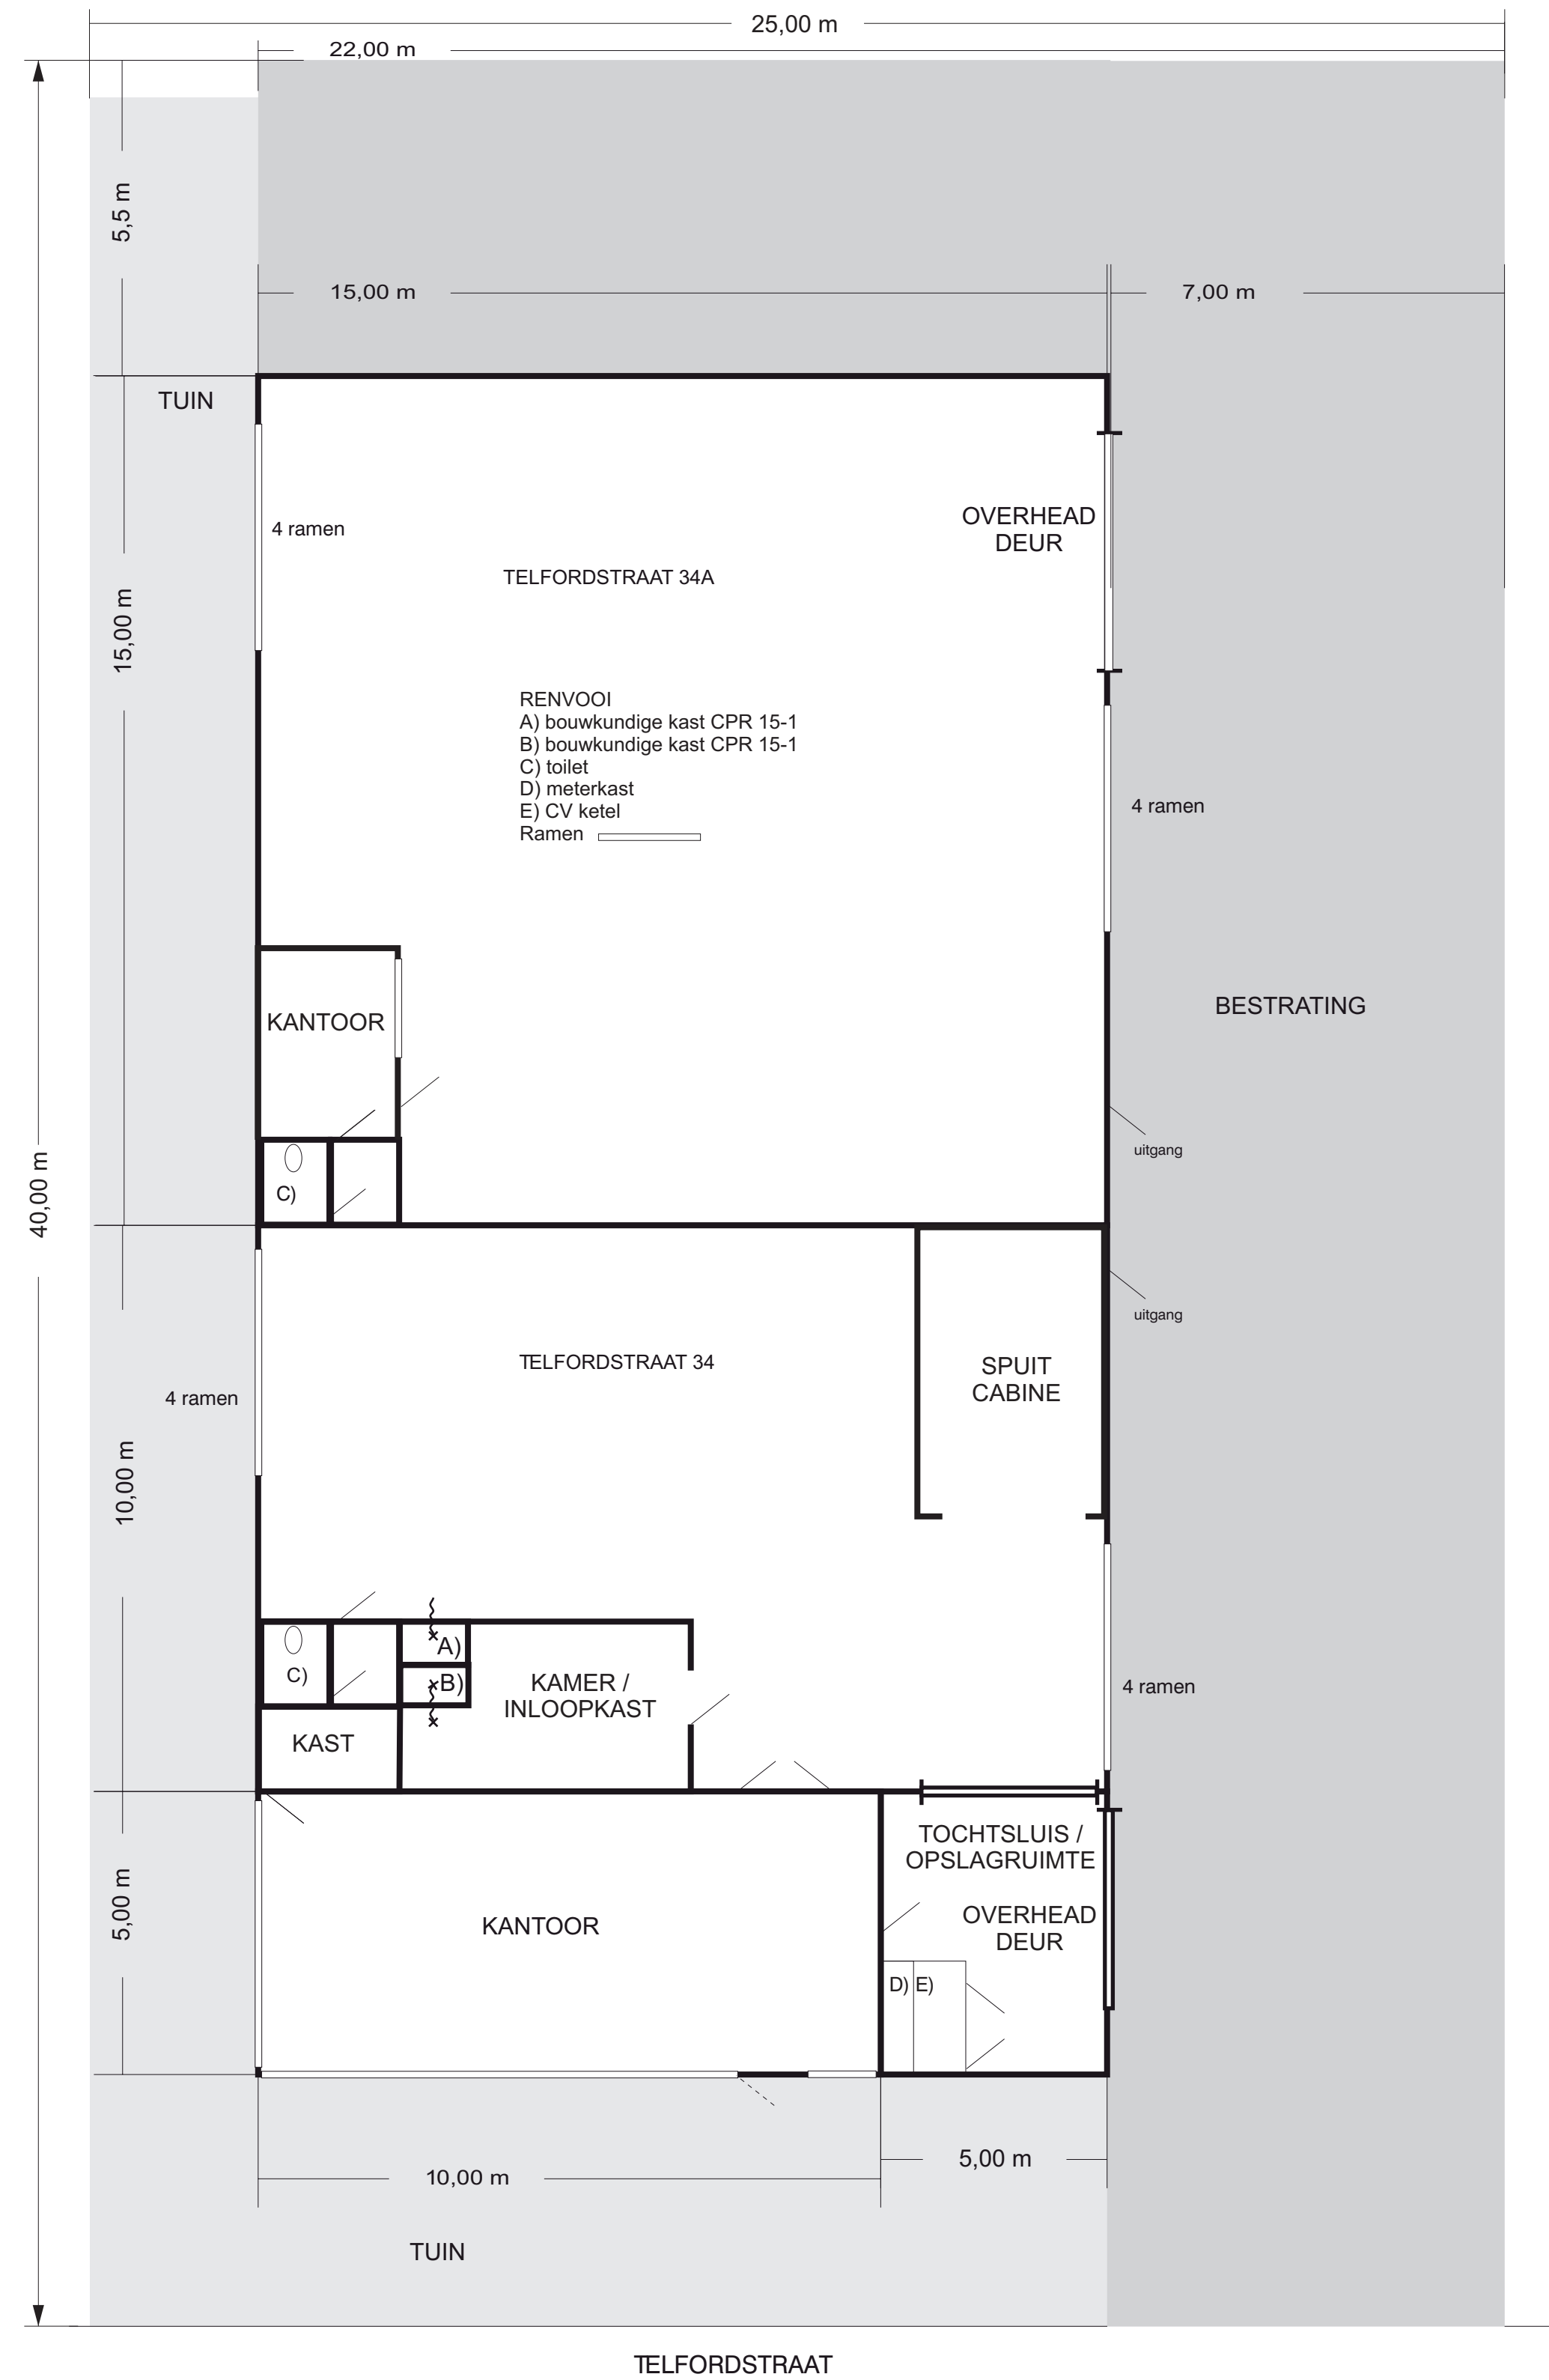 25,00 m
22,00 m
5,5 m
15,00 m
7,00 m
TUIN
4 ramen
OVERHEAD
DEUR
TELFORDSTRAAT 34A
15,00 m
RENVOOI
A) bouwkundige kast CPR 15-1
B) bouwkundige kast CPR 15-1
C) toilet
D) meterkast
E) CV ketel
Ramen
4 ramen
BESTRATING
KANTOOR
uitgang
C)
40,00 m
uitgang
TELFORDSTRAAT 34
SPUIT
CABINE
4 ramen
10,00 m
A)
C)
B)
KAMER /
INLOOPKAST
4 ramen
KAST
TOCHTSLUIS /
OPSLAGRUIMTE
5,00 m
KANTOOR
OVERHEAD
DEUR
D) E)
5,00 m
10,00 m
TUIN
TELFORDSTRAAT